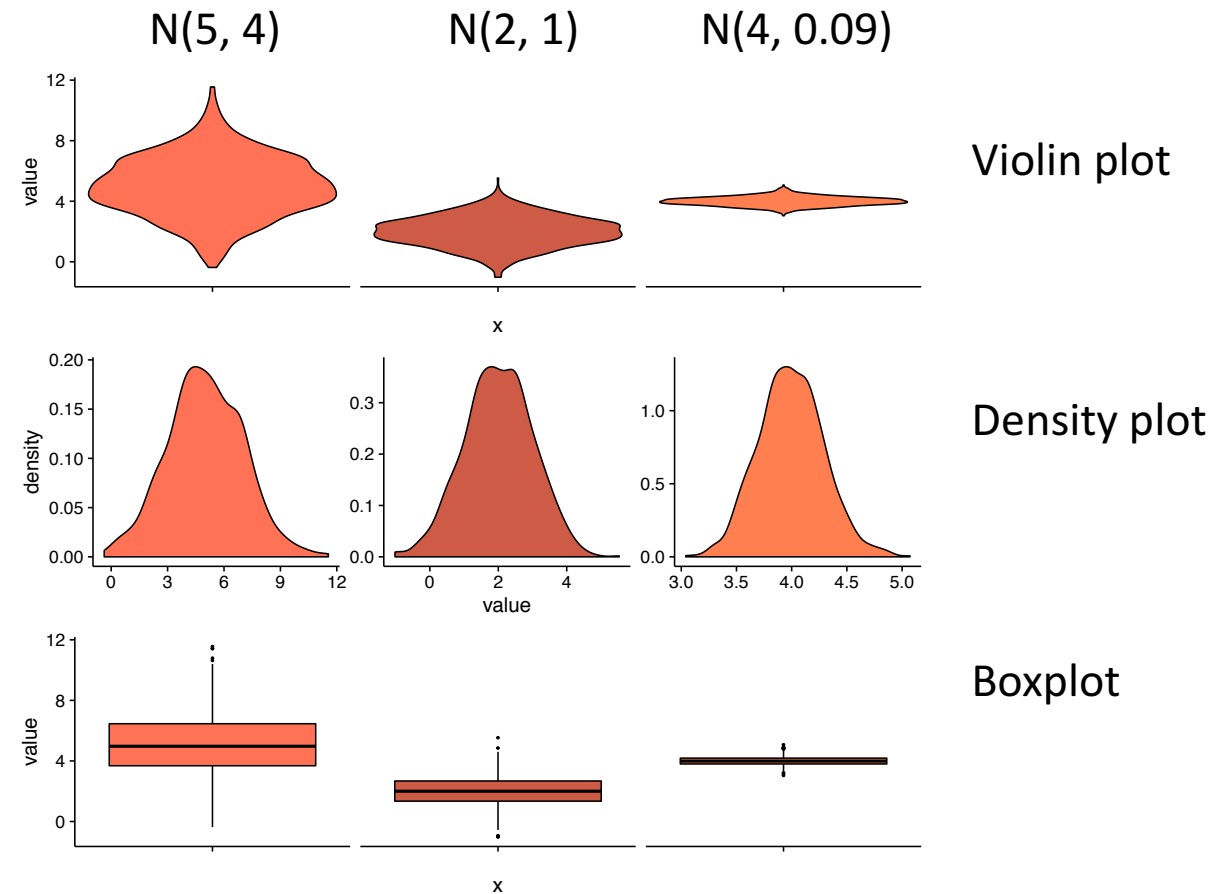 N(5, 4) N(2, 1) N(4, 0.09)
12
8
4
0
value
x
Violin plot
0.20
0.15
0.10
0.05
0.00
density
0 3 6 9 12
0.3
0.2
0.1
0.0
0 2 4
value
1.0
0.5
0.0
3.0 3.5 4.0 4.5 5.0
Density plot
12
8
4
0
value
x
Boxplot